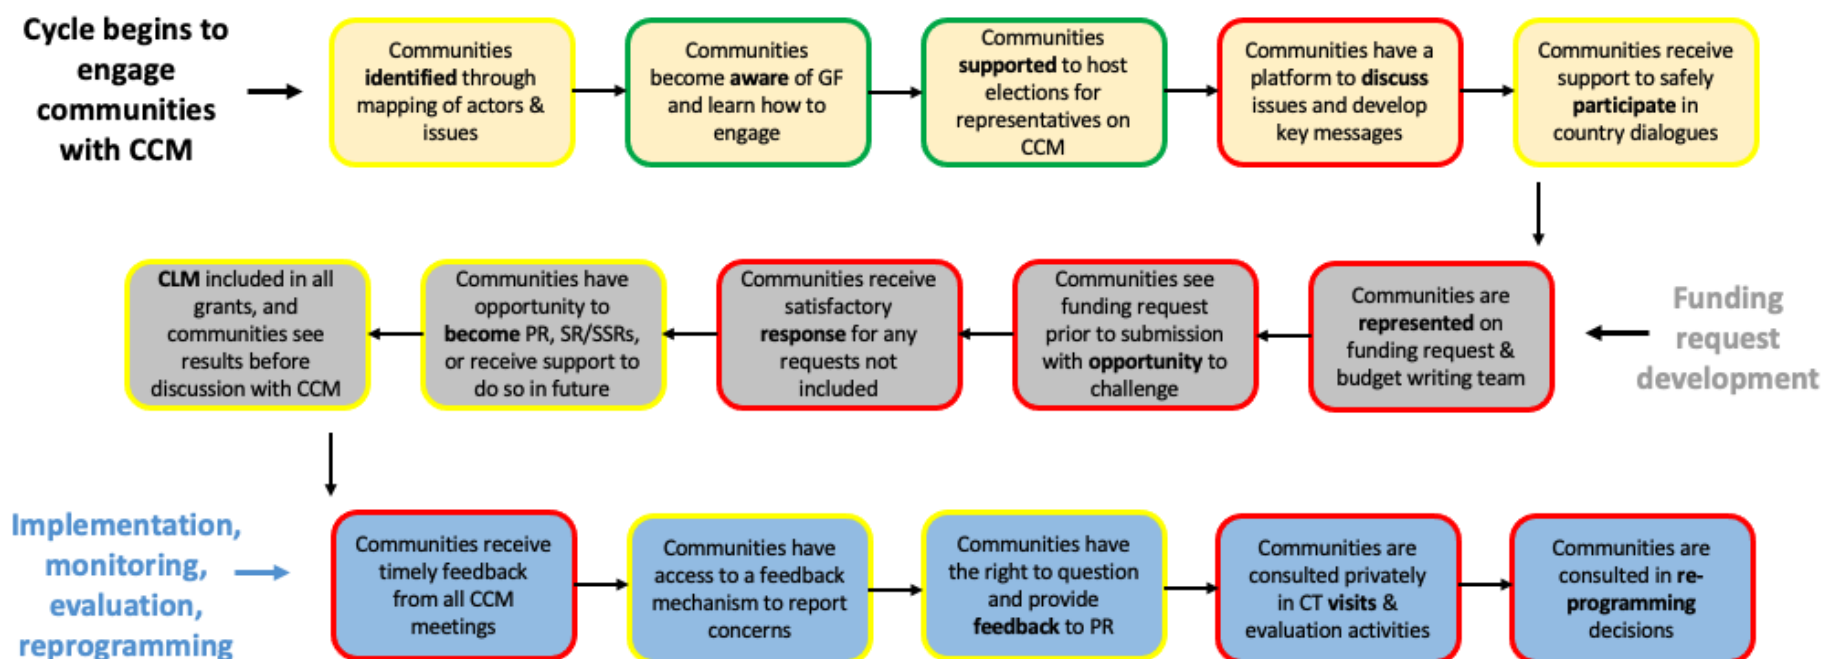 Cycle begins to
engage
communities
with CCM
Communities
identified through
mapping of actors &
issues
Communities
become aware of GF
and learn how to
engage
Communities
supported to host
elections for
representatives on
CCM
Communities have a
platform to discuss
issues and develop
key messages
Communities receive
support to safely
participate in
country dialogues
Funding
request
development
Communities are
represented on
funding request &
budget writing team
Communities see
funding request
prior to submission
with opportunity to
challenge
Communities receive
satisfactory
response for any
requests not
included
Communities have
opportunity to
become PR, SR/SSRs,
or receive support to
do so in future
CLM included in all
grants, and
communities see
results before
discussion with CCM
Implementation,
monitoring,
evaluation,
reprogramming
Communities receive
timely feedback
from all CCM
meetings
Communities have
access to a feedback
mechanism to report
concerns
Communities have
the right to question
and provide
feedback to PR
Communities are
consulted privately
in CT visits &
evaluation activities
Communities are
consulted in re-
programming
decisions